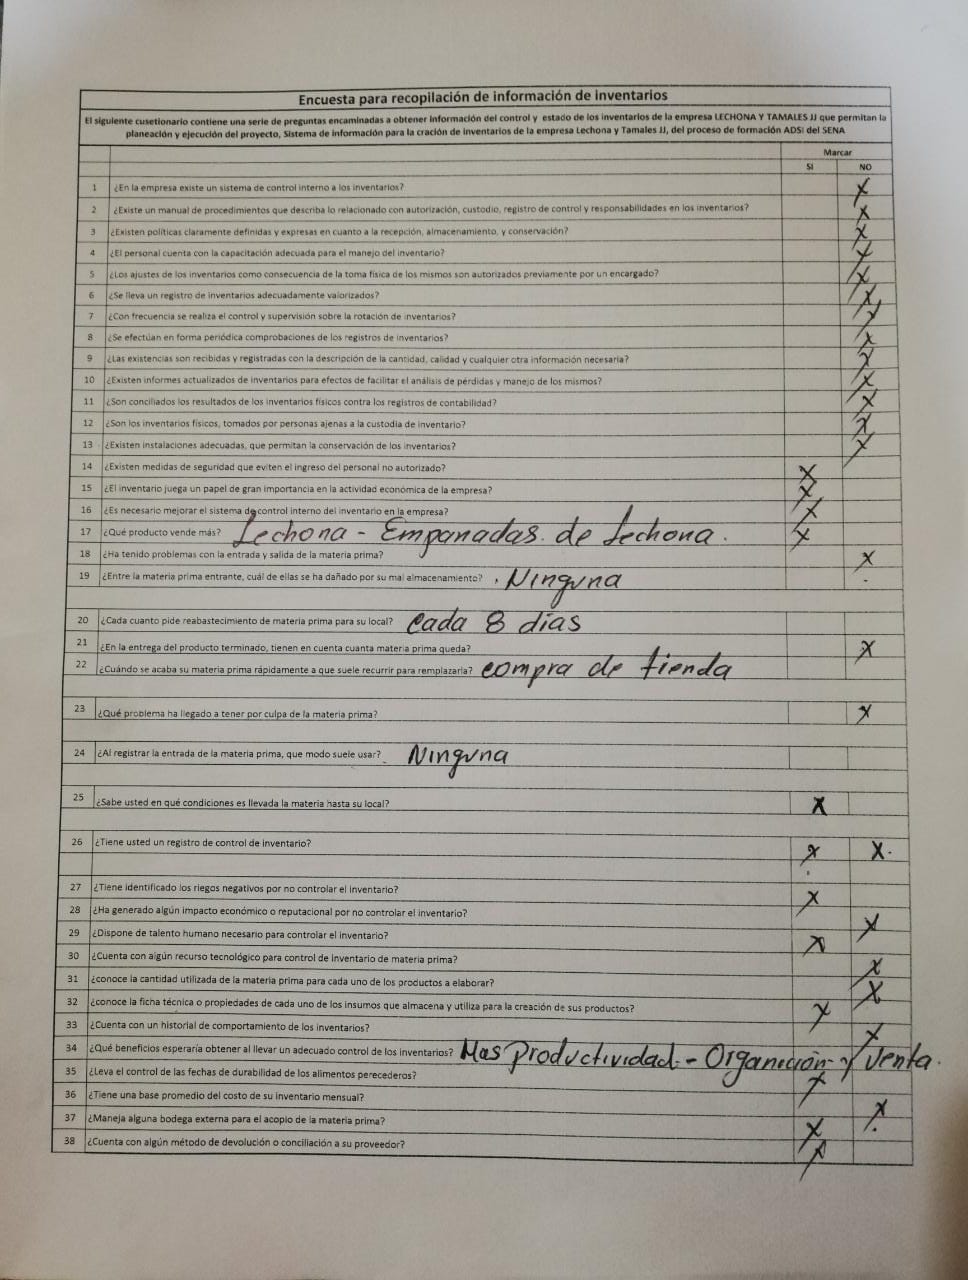 Encuesta para recopilación de información de inventarios
El siguiente cusetionario contiene una serie de preguntas encaminadas a obtener información del control y estado de los inventarios de la empresa LECHONA Y TAMALES JJ que permitan la
planeación y ejecución del proyecto, Sistema de información para la cración de inventarios de la empresa Lechona y Tamales JJ, del proceso de formación ADSI del SENA
Marcar
SI NO
1 ¿En la empresa existe un sistema de control interno a los inventarios? X
2 ¿Existe un manual de procedimientos que describa lo relacionado con autorización, custodio, registro de control y responsabilidades en los inventarios? X
3 ¿Existen políticas claramente definidas y expresas en cuanto a la recepción, almacenamiento, y conservación? X
4 ¿El personal cuenta con la capacitación adecuada para el manejo del inventario? X
5 ¿Los ajustes de los inventarios como consecuencia de la toma física de los mismos son autorizados previamente por un encargado? X
6 ¿Se lleva un registro de inventarios adecuadamente valorizados? X
7 ¿Con frecuencia se realiza el control y supervisión sobre la rotación de inventarios? X
8 ¿Se efectúan en forma periódica comprobaciones de los registros de inventarios? X
9 ¿Las existencias son recibidas y registradas con la descripción de la cantidad, calidad y cualquier otra información necesaria? X
10 ¿Existen informes actualizados de inventarios para efectos de facilitar el análisis de pérdidas y manejo de los mismos? X
11 ¿Son conciliados los resultados de los inventarios físicos contra los registros de contabilidad? X
12 ¿Son los inventarios físicos, tomados por personas ajenas a la custodia de inventario? X
13 ¿Existen instalaciones adecuadas, que permitan la conservación de los inventarios? X
14 ¿Existen medidas de seguridad que eviten el ingreso del personal no autorizado? X
15 ¿El inventario juega un papel de gran importancia en la actividad económica de la empresa? X
16 ¿Es necesario mejorar el sistema de control interno del inventario en la empresa? X
17 ¿Qué producto vende más? Lechona - Empanadas. de Lechona. X
18 ¿Ha tenido problemas con la entrada y salida de la materia prima? X
19 ¿Entre la materia prima entrante, cuál de ellas se ha dañado por su mal almacenamiento? Ninguna
20 ¿Cada cuanto pide reabastecimiento de materia prima para su local? Cada 8 dias
21 ¿En la entrega del producto terminado, tienen en cuenta cuanta materia prima queda? X
22 ¿Cuándo se acaba su materia prima rápidamente a que suele recurrir para remplazarla? compra de tienda
23 ¿Qué problema ha llegado a tener por culpa de la materia prima? X
24 ¿Al registrar la entrada de la materia prima, que modo suele usar? Ninguna
25 ¿Sabe usted en qué condiciones es llevada la materia hasta su local? X
26 ¿Tiene usted un registro de control de inventario? X X.
27 ¿Tiene identificado los riegos negativos por no controlar el inventario? X
28 ¿Ha generado algún impacto económico o reputacional por no controlar el inventario? X
29 ¿Dispone de talento humano necesario para controlar el inventario? X
30 ¿Cuenta con algún recurso tecnológico para control de inventario de materia prima? X
31 ¿conoce la cantidad utilizada de la materia prima para cada uno de los productos a elaborar? X
32 ¿conoce la ficha técnica o propiedades de cada uno de los insumos que almacena y utiliza para la creación de sus productos? X
33 ¿Cuenta con un historial de comportamiento de los inventarios? X
34 ¿Qué beneficios esperaría obtener al llevar un adecuado control de los inventarios? Mas Productividad - Organición - y venta.
35 ¿Leva el control de las fechas de durabilidad de los alimentos perecederos? X
36 ¿Tiene una base promedio del costo de su inventario mensual? X
37 ¿Maneja alguna bodega externa para el acopio de la materia prima? X
38 ¿Cuenta con algún método de devolución o conciliación a su proveedor? X